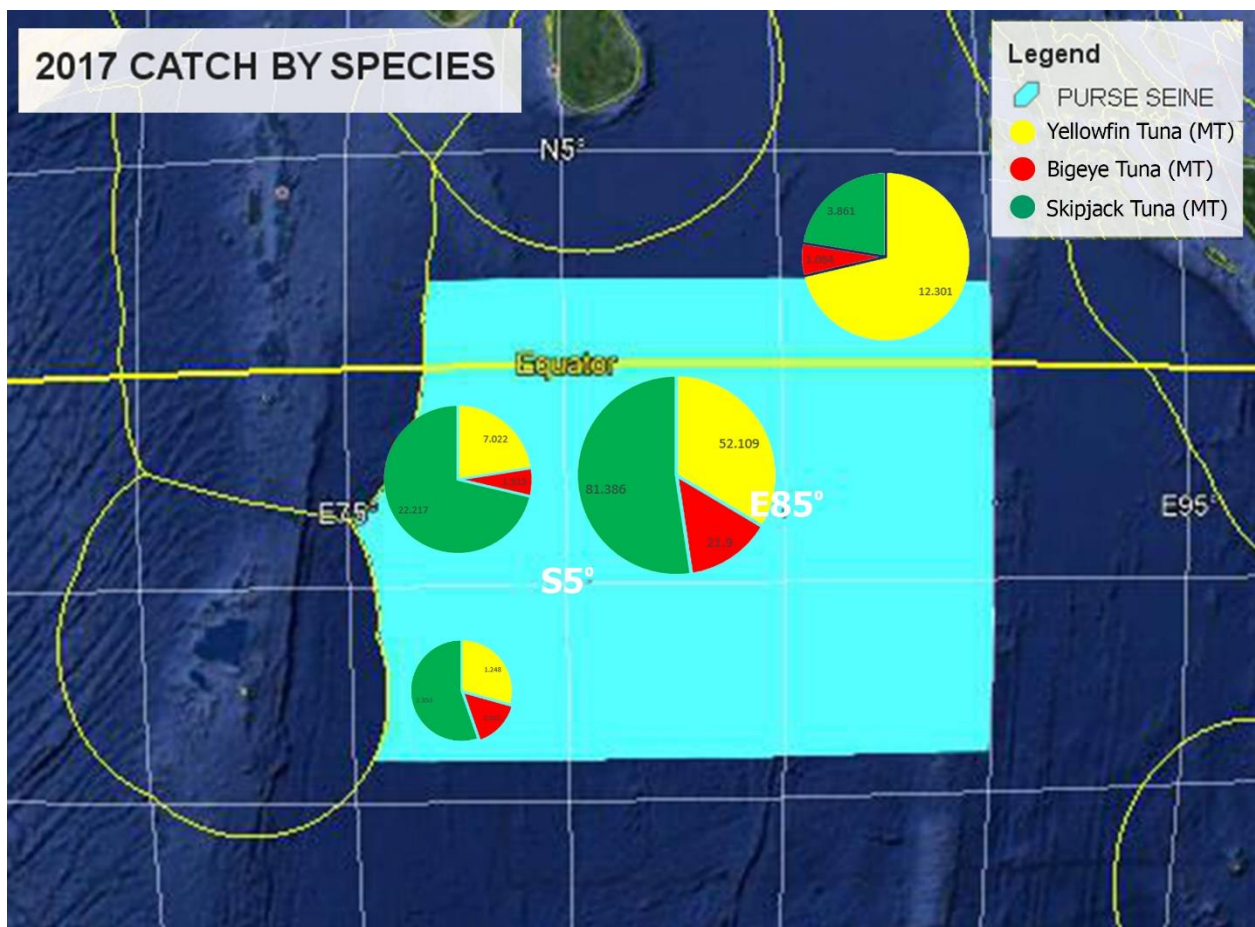 2017 CATCH BY SPECIES
Legend
PURSE SEINE
Yellowfin Tuna (MT)
Bigeye Tuna (MT)
Skipjack Tuna (MT)
N5°
3.861
12.301
Equator
7.022
22.217
52.109
81.386
21.9
E75°
E85°
E95°
S5°
1.248